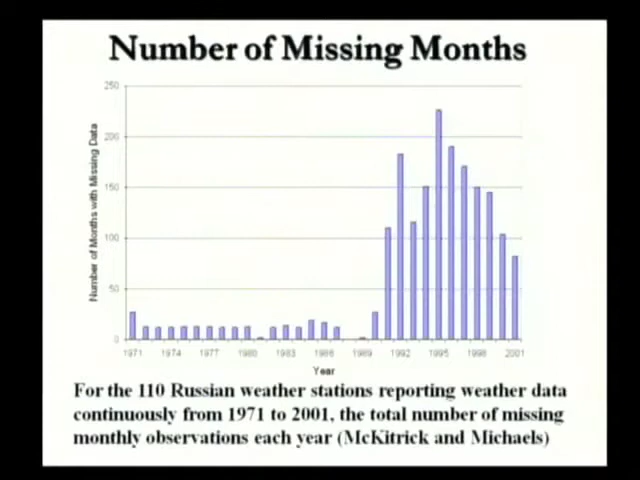 Number of Missing Months
250
200
150
100
50
0
Number of Months with Missing Data
1971 1974 1977 1980 1983 1986 1989 1992 1995 1998 2001
Year
For the 110 Russian weather stations reporting weather data
continuously from 1971 to 2001, the total number of missing
monthly observations each year (McKitrick and Michaels)